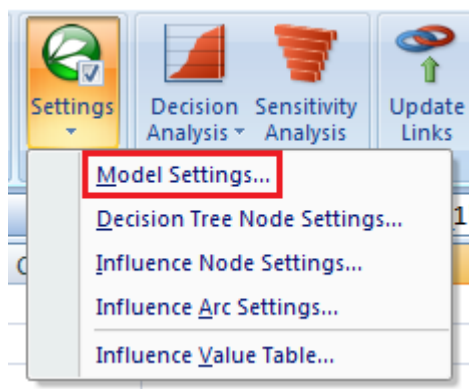 Settings
Decision Analysis
Sensitivity Analysis
Update Links
Model Settings...
Decision Tree Node Settings...
Influence Node Settings...
Influence Arc Settings...
Influence Value Table...
1
C